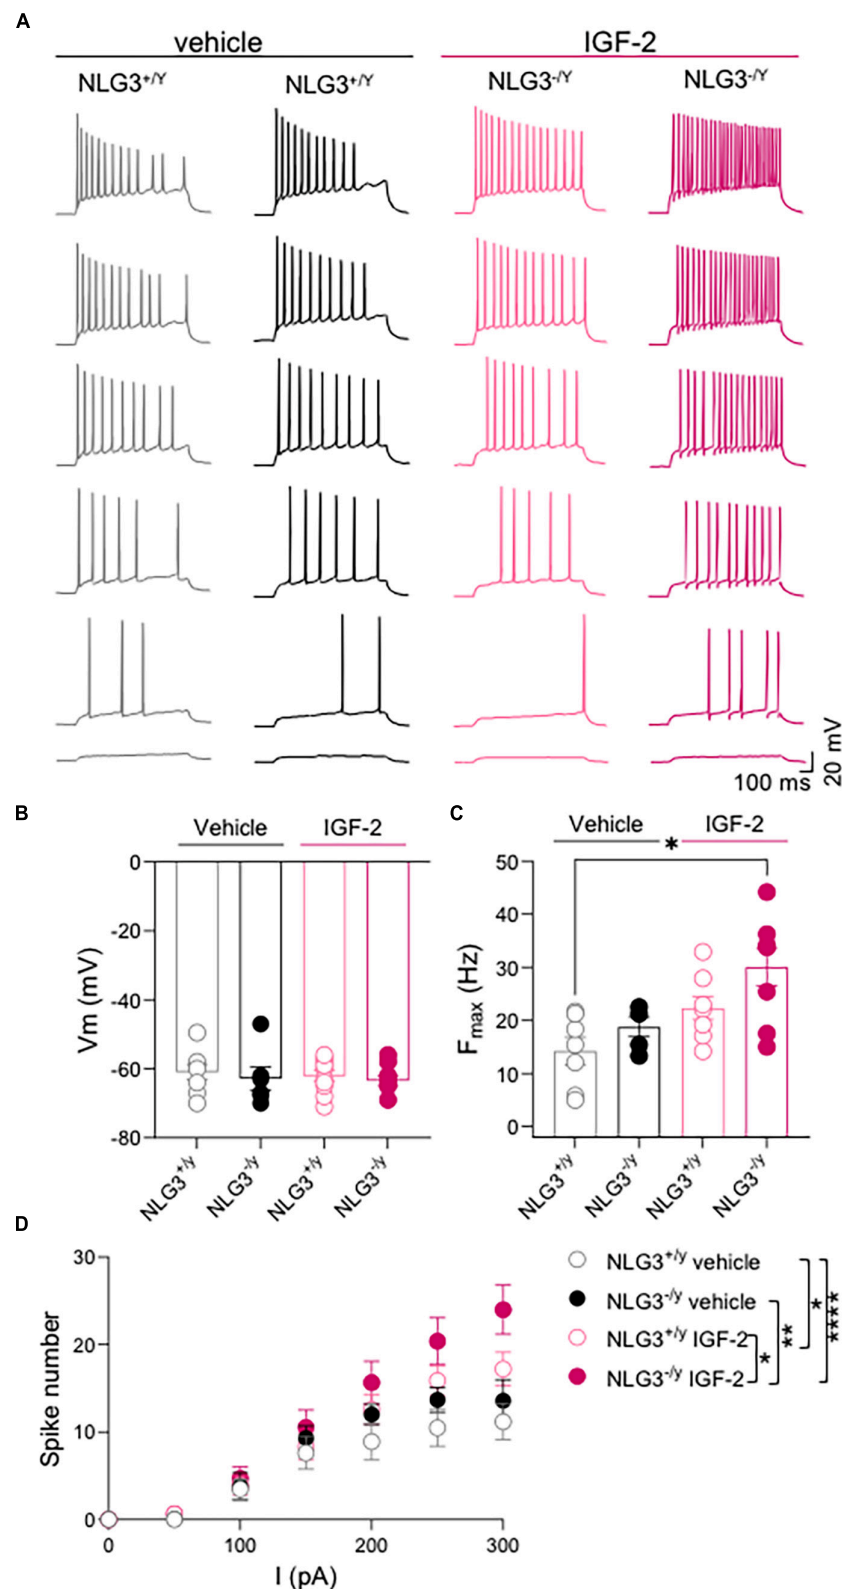 A
vehicle
IGF-2
NLG3+/Y
NLG3+/Y
NLG3-/Y
NLG3-/Y
100 ms
20 mV
B
Vehicle
IGF-2
Vm (mV)
0
-20
-40
-60
-80
NLG3+/y
NLG3-/y
NLG3+/y
NLG3-/y
C
Vehicle
IGF-2
*
Fmax (Hz)
50
40
30
20
10
0
NLG3+/y
NLG3-/y
NLG3+/y
NLG3-/y
D
Spike number
30
20
10
0
0
100
200
300
I (pA)
NLG3+/y vehicle
NLG3-/y vehicle
NLG3+/y IGF-2
NLG3-/y IGF-2
*
**
*
****